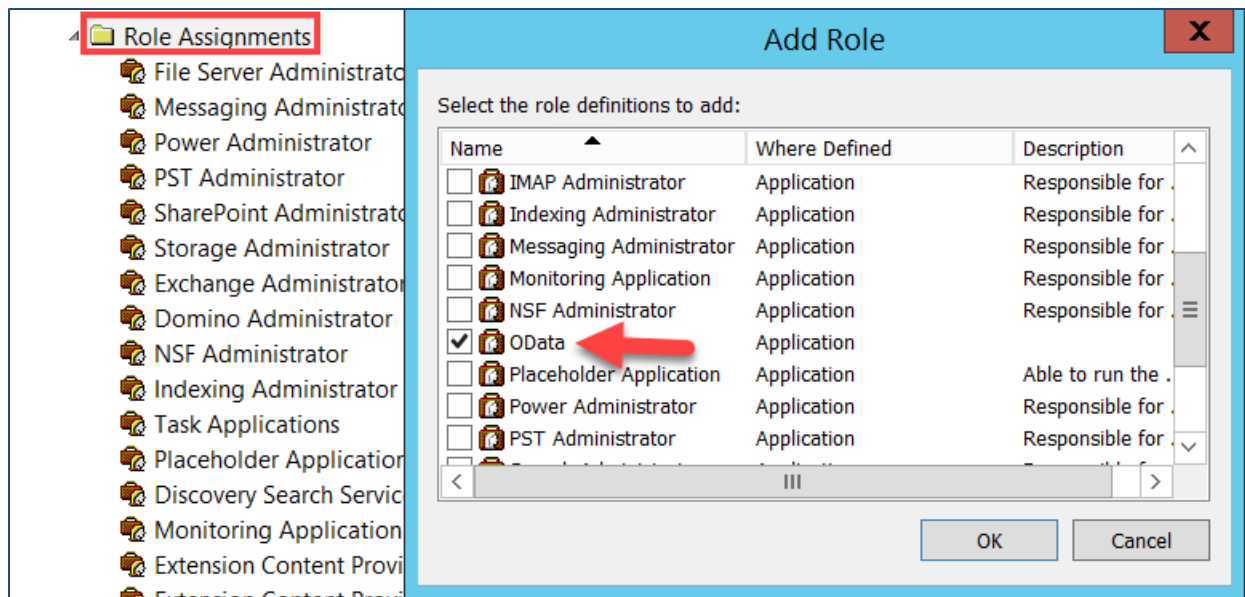 Role Assignments
File Server Administrato
Messaging Administrato
Power Administrator
PST Administrator
SharePoint Administrato
Storage Administrator
Exchange Administrator
Domino Administrator
NSF Administrator
Indexing Administrator
Task Applications
Placeholder Application
Discovery Search Servic
Monitoring Application
Extension Content Provi
Add Role
X
Select the role definitions to add:
Name Where Defined Description
IMAP Administrator Application Responsible for .
Indexing Administrator Application Responsible for .
Messaging Administrator Application Responsible for .
Monitoring Application Application Responsible for .
NSF Administrator Application Responsible for .
OData Application
Placeholder Application Application Able to run the .
Power Administrator Application Responsible for .
PST Administrator Application Responsible for .
OK Cancel